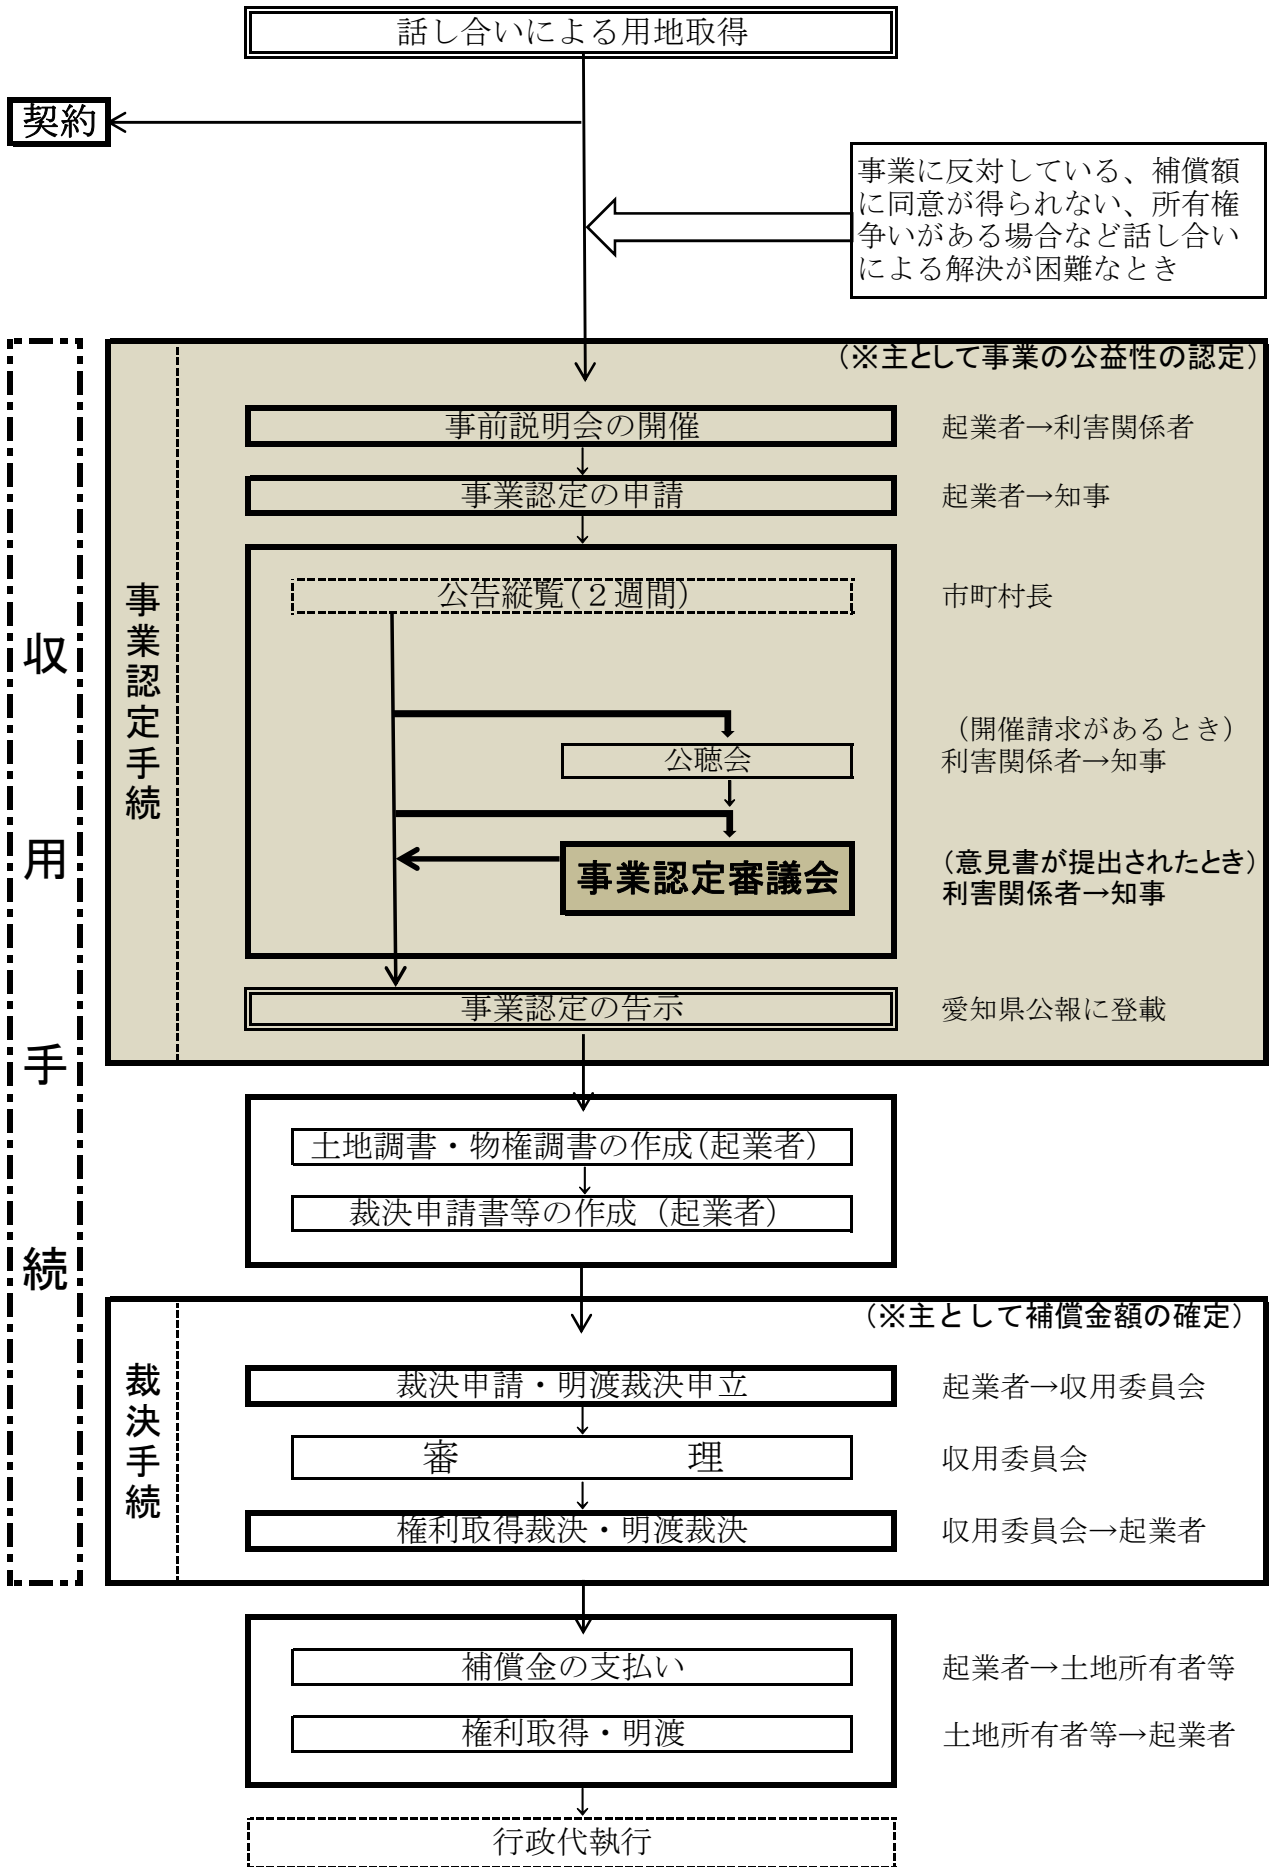 話し合いによる用地取得
契約
事業に反対している、補償額
に同意が得られない、所有権
争いがある場合など話し合い
による解決が困難なとき
収用手続
事業認定手続
（※主として事業の公益性の認定）
事前説明会の開催
起業者→利害関係者
事業認定の申請
起業者→知事
公告縦覧（２週間）
市町村長
（開催請求があるとき）
公聴会
利害関係者→知事
事業認定審議会
（意見書が提出されたとき）
利害関係者→知事
事業認定の告示
愛知県公報に登載
土地調書・物権調書の作成（起業者）
裁決申請書等の作成（起業者）
裁決手続
（※主として補償金額の確定）
裁決申請・明渡裁決申立
起業者→収用委員会
審　理
収用委員会
権利取得裁決・明渡裁決
収用委員会→起業者
補償金の支払い
起業者→土地所有者等
権利取得・明渡
土地所有者等→起業者
行政代執行